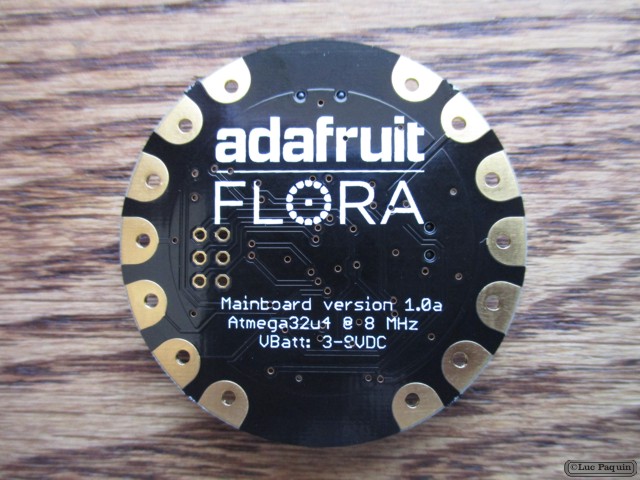 adafruit
FLORA
Mainboard version 1.0a
Atmega32u4 @ 8 MHz
VBatt: 3-9VDC
©Luc Paquin